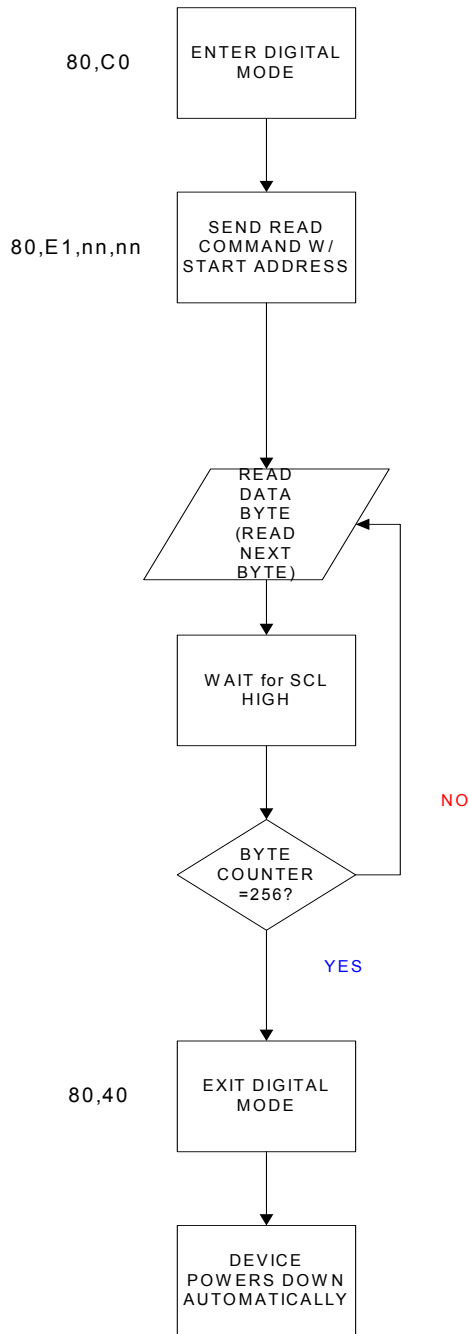 80,C0
ENTER DIGITAL
MODE
80,E1,nn,nn
SEND READ
COMMAND W/
START ADDRESS
READ
DATA
BYTE
(READ
NEXT
BYTE)
WAIT for SCL
HIGH
NO
BYTE
COUNTER
=256?
YES
80,40
EXIT DIGITAL
MODE
DEVICE
POWERS DOWN
AUTOMATICALLY